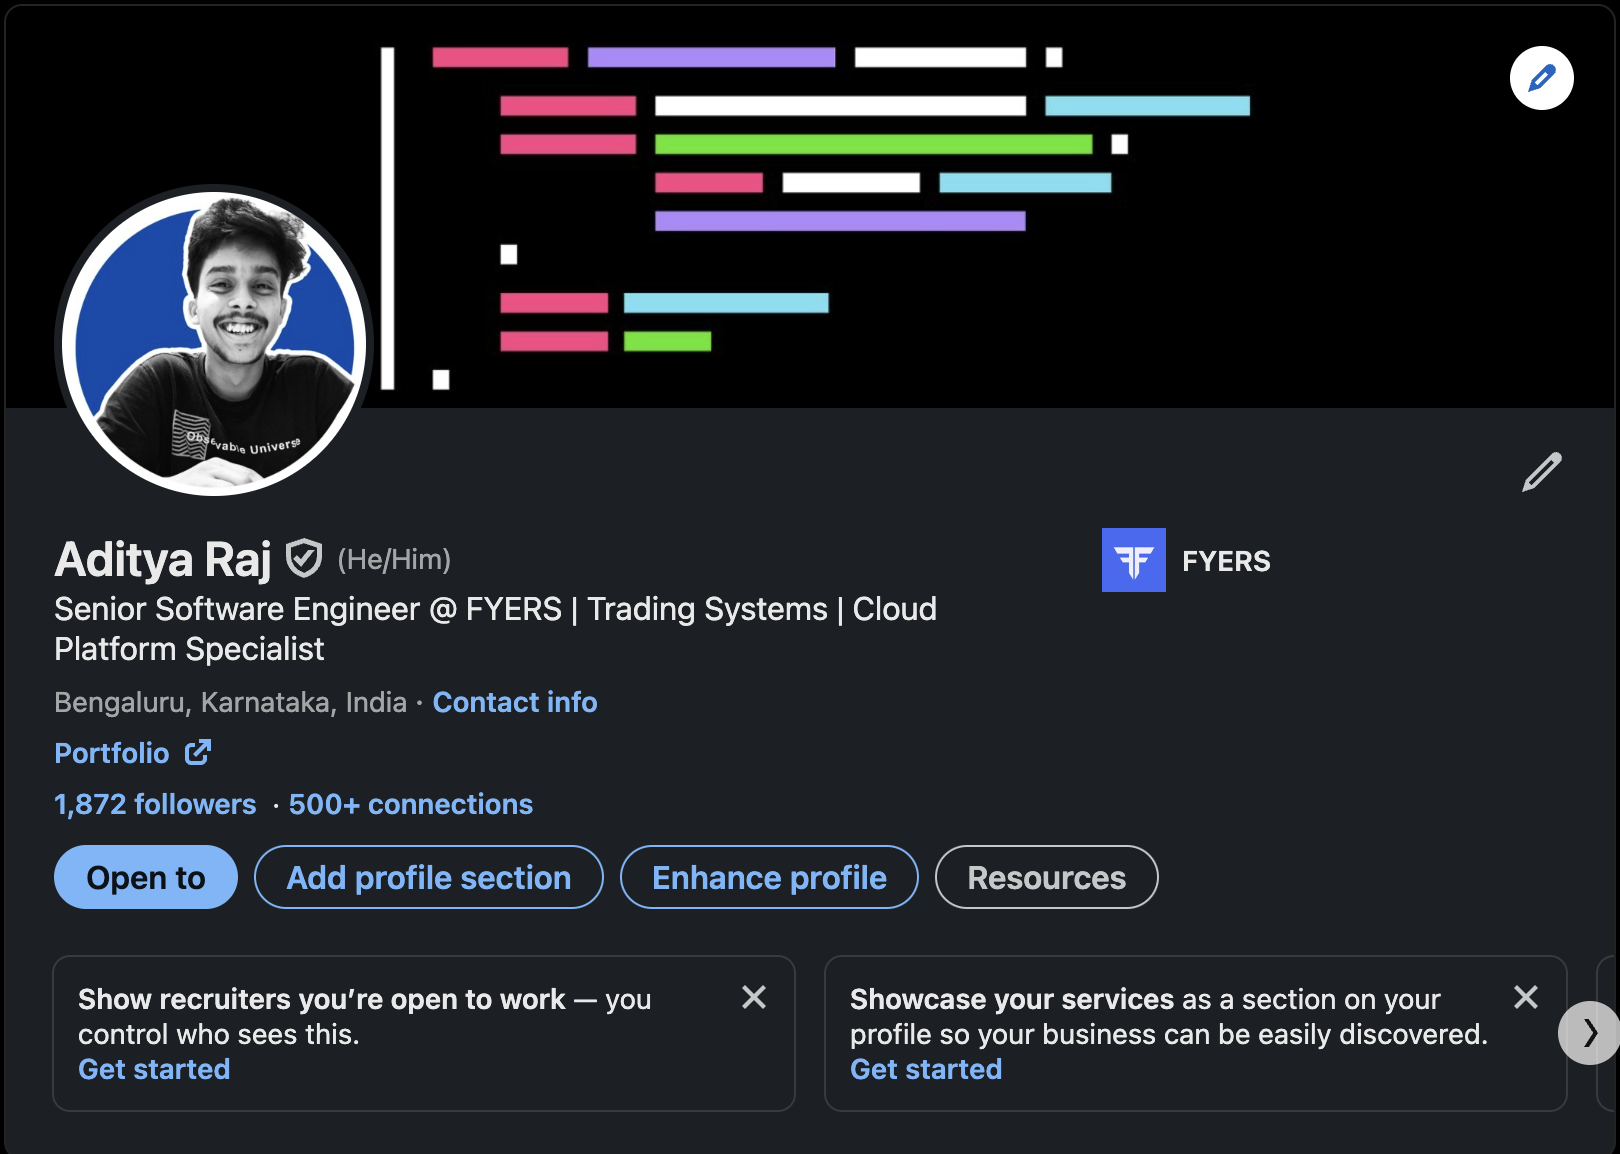 Observable Universe
Aditya Raj (He/Him)
FYERS
Senior Software Engineer @ FYERS | Trading Systems | Cloud
Platform Specialist
Bengaluru, Karnataka, India · Contact info
Portfolio
1,872 followers · 500+ connections
Open to
Add profile section
Enhance profile
Resources
Show recruiters you’re open to work — you
control who sees this.
Get started
Showcase your services as a section on your
profile so your business can be easily discovered.
Get started